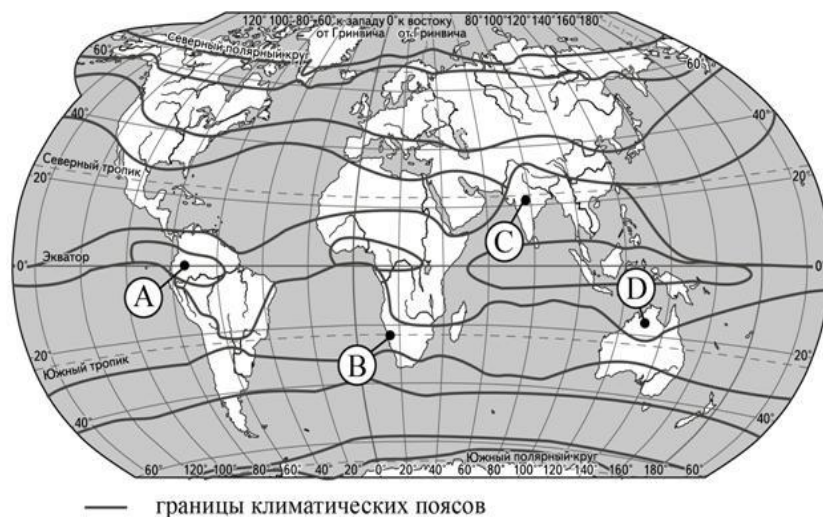 120° 100° 80° 60° к западу 0° к востоку 80° 100° 120° 140° 160° 180°
от Гринвича от Гринвича
Северный полярный круг
60° 60°
40° 40°
Северный тропик
20° 20°
Экватор
0° 0°
A B C D
Южный тропик
20° 20°
40° 40°
Южный полярный круг
60° 120° 100° 80° 60° 20° 0° 20° 40° 60° 80° 100° 120° 140° 160° 180° 60°
границы климатических поясов